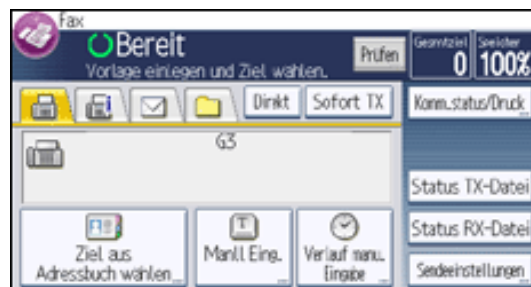 Fax
Bereit
Vorlage einlegen und Ziel wählen.
Prüfen
Gesamtziel
0
Speicher
100%
Direkt
Sofort TX
Komm.status/Druck
G3
Status TX-Datei
Status RX-Datei
Sendeeinstellungen
Ziel aus
Adressbuch wählen
Manll Eing.
Verlauf manu.
Eingabe